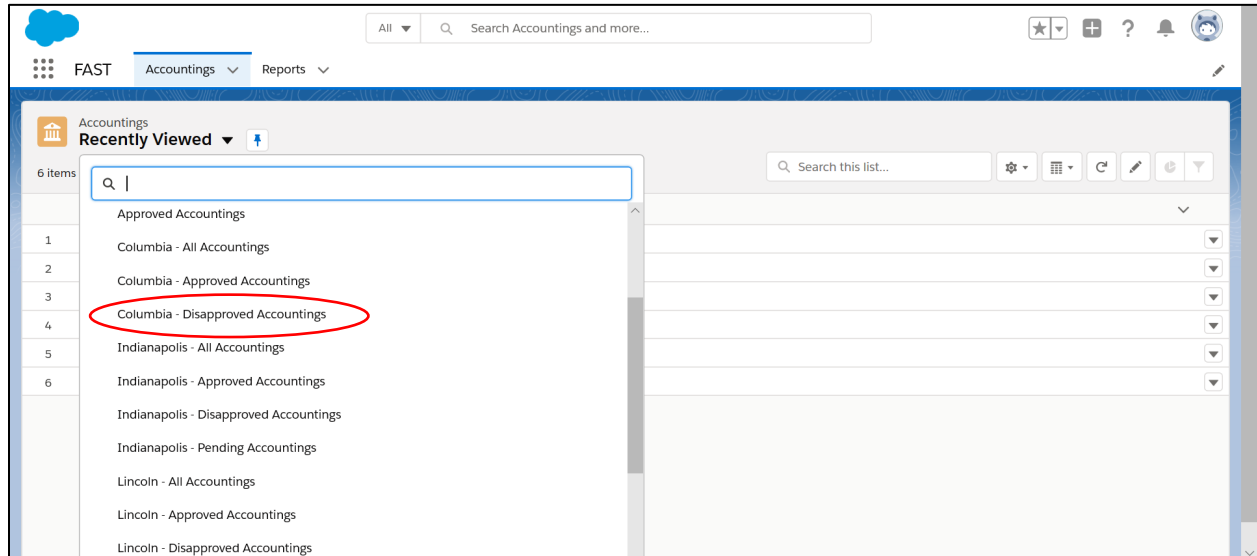 All Search Accountings and more...
FAST Accountings Reports
Accountings
Recently Viewed
6 items Search this list...
Approved Accountings
1
Columbia - All Accountings
2
Columbia - Approved Accountings
3
Columbia - Disapproved Accountings
4
Indianapolis - All Accountings
5
Indianapolis - Approved Accountings
6
Indianapolis - Disapproved Accountings
Indianapolis - Pending Accountings
Lincoln - All Accountings
Lincoln - Approved Accountings
Lincoln - Disapproved Accountings